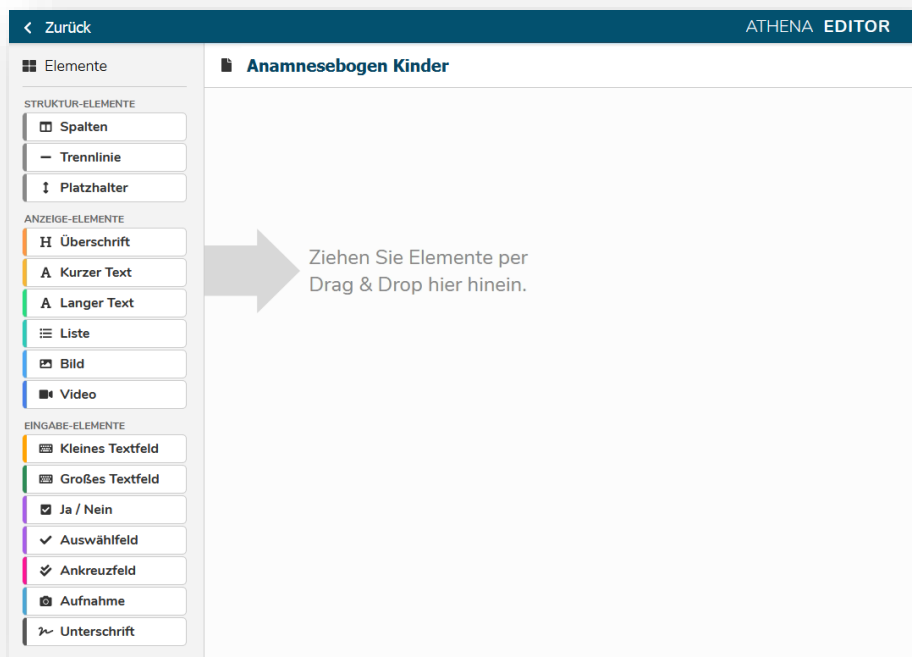 Zurück
ATHENA EDITOR
Elemente
Anamnesebogen Kinder
STRUKTUR-ELEMENTE
Spalten
Trennlinie
Platzhalter
ANZEIGE-ELEMENTE
H Überschrift
A Kurzer Text
A Langer Text
Liste
Bild
Video
Ziehen Sie Elemente per
Drag & Drop hier hinein.
EINGABE-ELEMENTE
Kleines Textfeld
Großes Textfeld
Ja / Nein
Auswählfeld
Ankreuzfeld
Aufnahme
Unterschrift